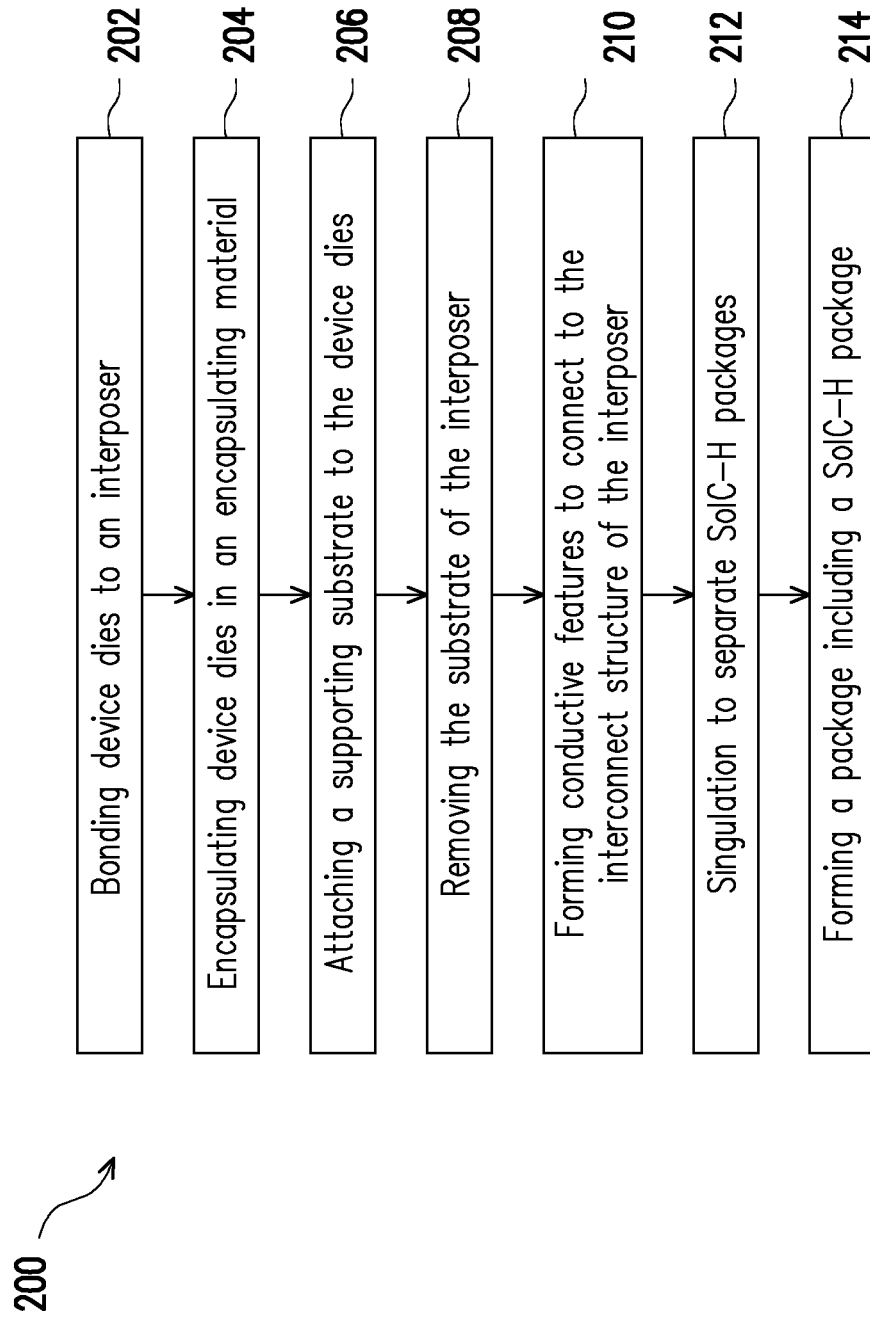 200
Bonding device dies to an interposer
202
Encapsulating device dies in an encapsulating material
204
Attaching a supporting substrate to the device dies
206
Removing the substrate of the interposer
208
Forming conductive features to connect to the
interconnect structure of the interposer
210
Singulation to separate SoIC-H packages
212
Forming a package including a SoIC-H package
214